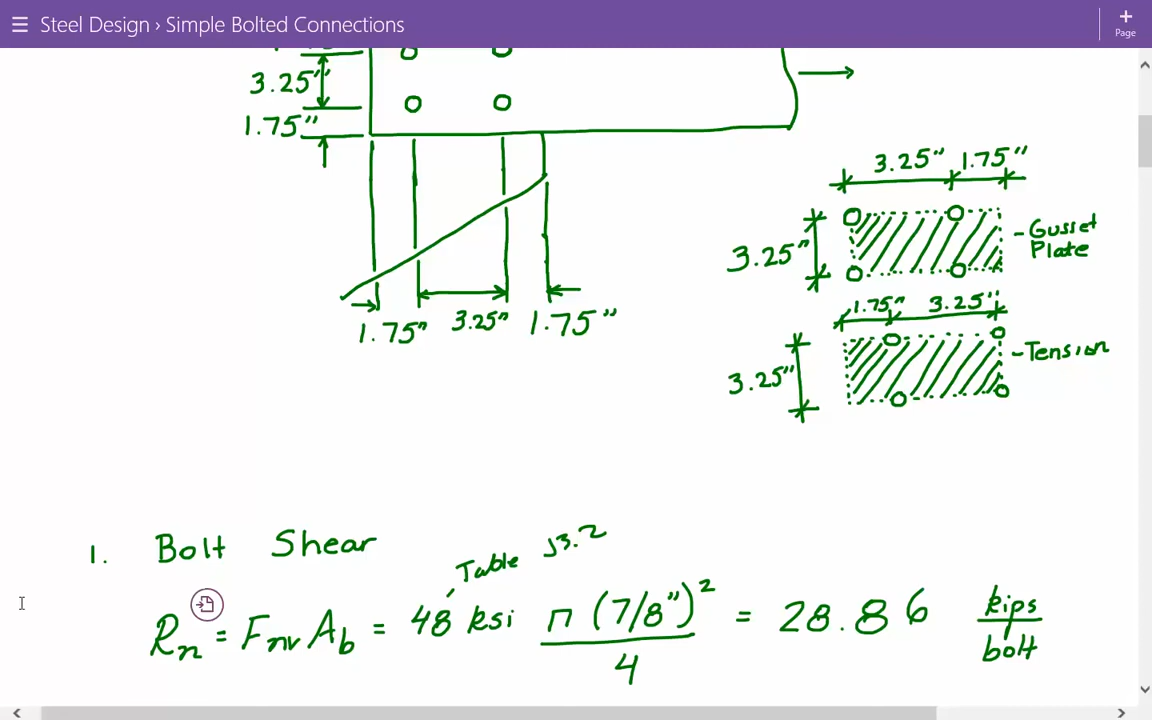 Steel Design › Simple Bolted Connections
+
Page
3.25"
1.75"
1.75" 3.25" 1.75"
3.25" 1.75"
3.25"
- Gusset
Plate
1.75" 3.25"
3.25"
- Tension
1. Bolt Shear
Table J3.2
Rn = Fnv Ab = 48 ksi π (7/8")² / 4 = 28.86 kips / bolt